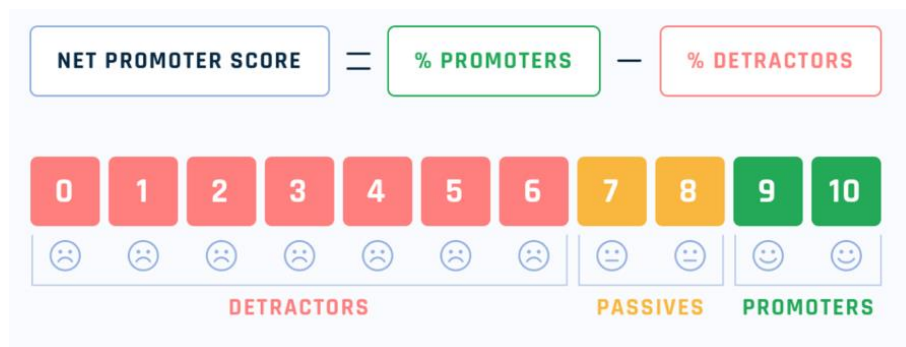 NET PROMOTER SCORE = % PROMOTERS — % DETRACTORS
0 1 2 3 4 5 6 7 8 9 10
DETRACTORS PASSIVES PROMOTERS